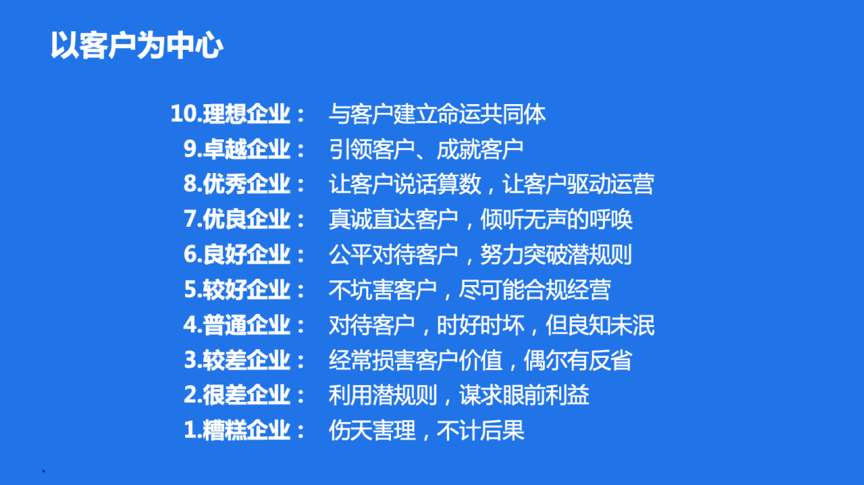 以客户为中心
10.理想企业： 与客户建立命运共同体
9.卓越企业： 引领客户、成就客户
8.优秀企业： 让客户说话算数，让客户驱动运营
7.优良企业： 真诚直达客户，倾听无声的呼唤
6.良好企业： 公平对待客户，努力突破潜规则
5.较好企业： 不坑害客户，尽可能合规经营
4.普通企业： 对待客户，时好时坏，但良知未泯
3.较差企业： 经常损害客户价值，偶尔有反省
2.很差企业： 利用潜规则，谋求眼前利益
1.糟糕企业： 伤天害理，不计后果